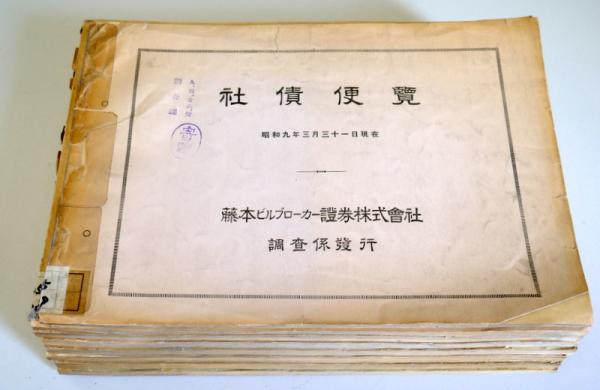 社債便覽
昭和九年三月三十一日現在
藤本ビルブローカー證券株式會社
調查係發行